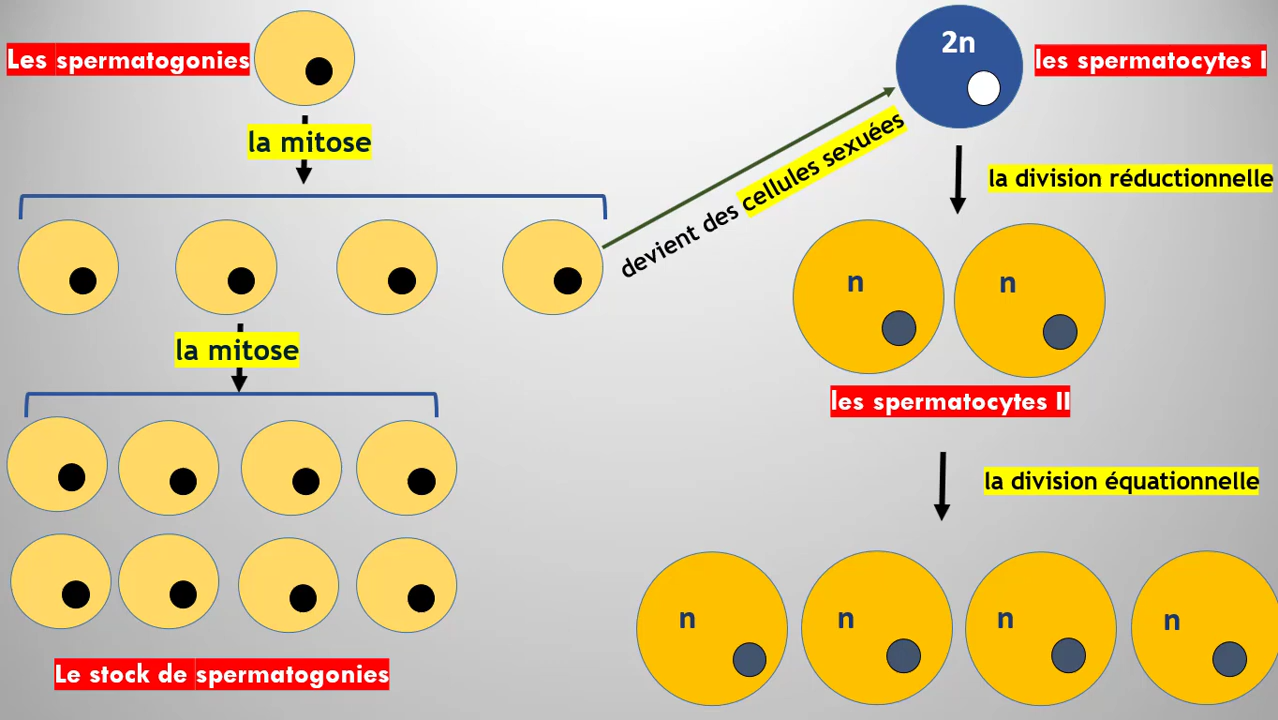 Les spermatogonies
la mitose
la mitose
Le stock de spermatogonies
devient des cellules sexuées
2n
les spermatocytes I
la division réductionnelle
n
n
les spermatocytes II
la division équationnelle
n
n
n
n